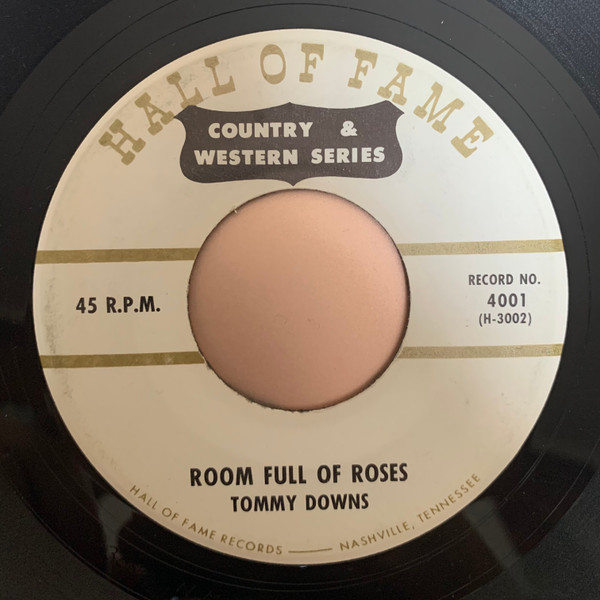 HALL OF FAME
COUNTRY &
WESTERN SERIES
45 R.P.M.
RECORD NO.
4001
(H-3002)
ROOM FULL OF ROSES
TOMMY DOWNS
HALL OF FAME RECORDS — NASHVILLE, TENNESSEE